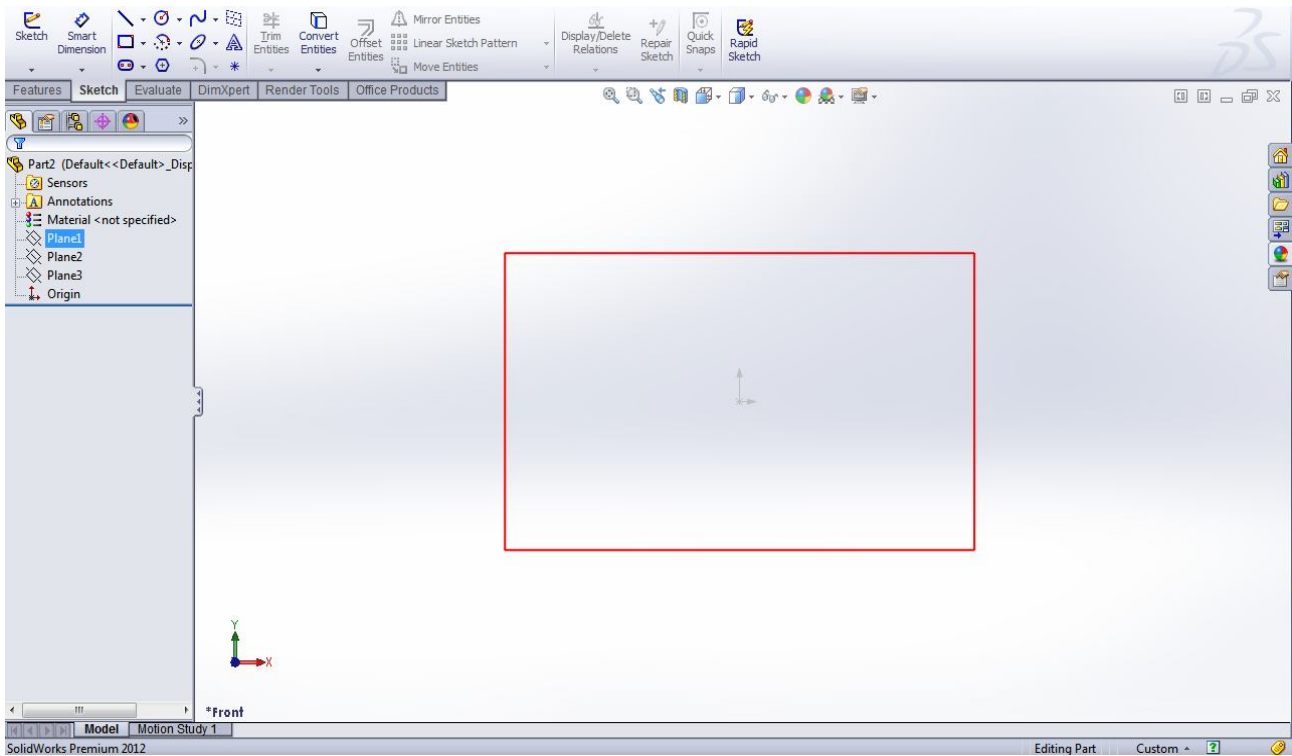 Sketch Smart Dimension Trim Entities Convert Entities Offset Entities Mirror Entities Linear Sketch Pattern Move Entities Display/Delete Relations Repair Sketch Quick Snaps Rapid Sketch
Features Sketch Evaluate DimXpert Render Tools Office Products
Part2 (Default<<Default>_Disp
Sensors
Annotations
Material <not specified>
Plane1
Plane2
Plane3
Origin
Y
X
*Front
Model Motion Study 1
SolidWorks Premium 2012 Editing Part Custom